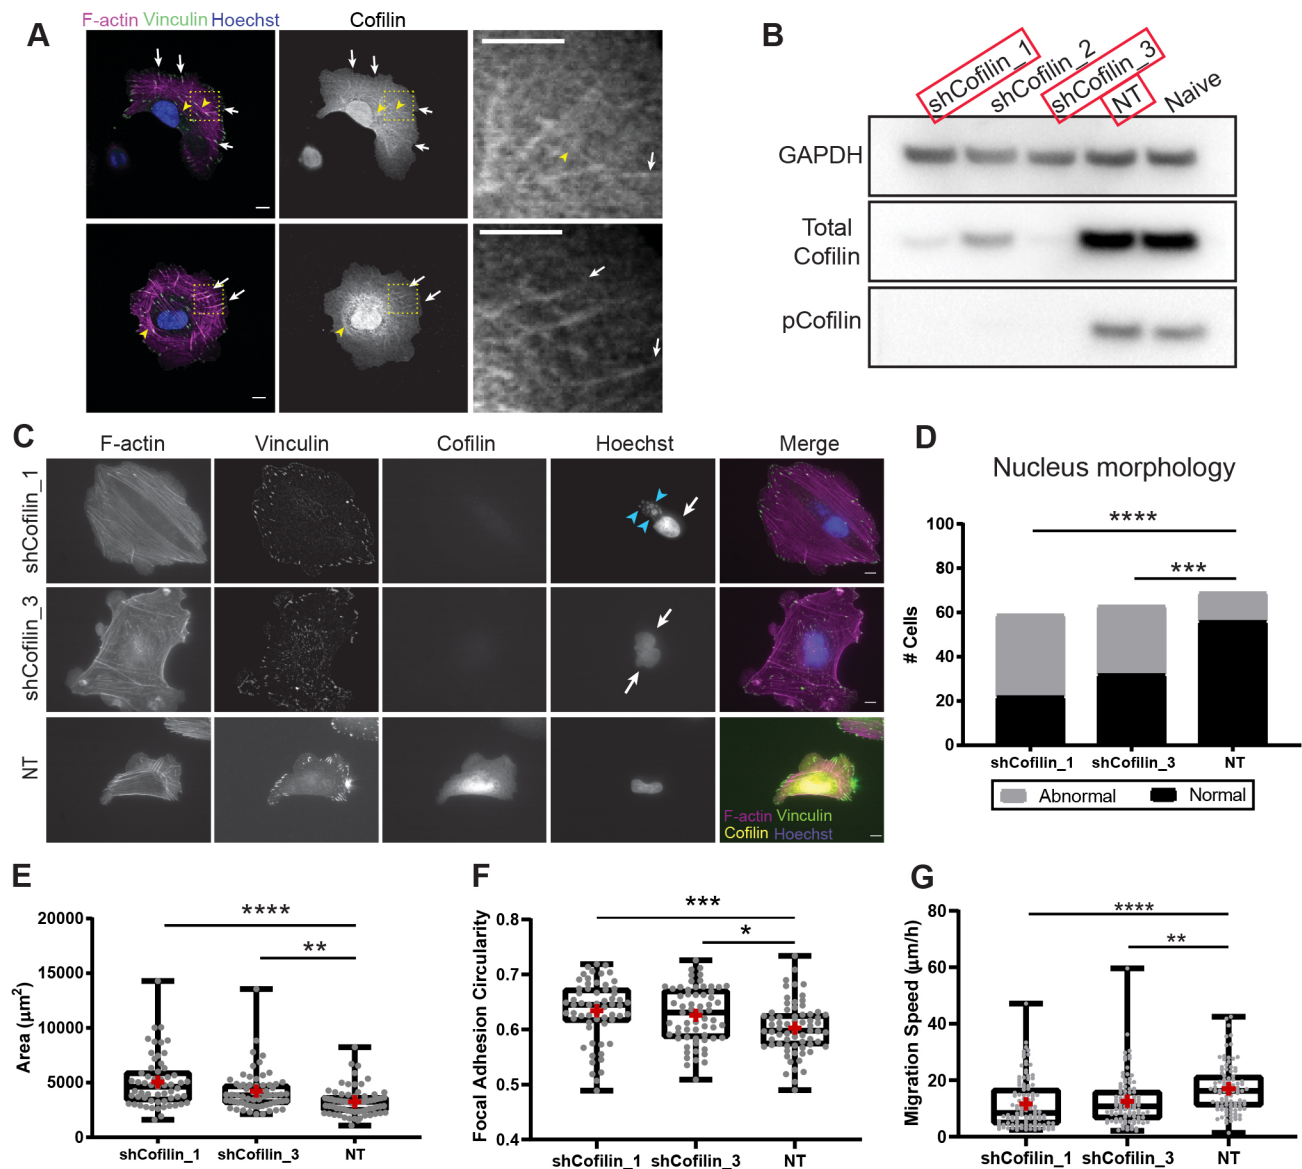 A
F-actin Vinculin Hoechst
Cofilin
B
shCofilin_1
shCofilin_2
shCofilin_3
NT
Naive
GAPDH
Total
Cofilin
pCofilin
C
F-actin
Vinculin
Cofilin
Hoechst
Merge
shCofilin_1
shCofilin_3
NT
F-actin Vinculin
Cofilin Hoechst
D
Nucleus morphology
****
***
# Cells
100
80
60
40
20
0
shCofilin_1
shCofilin_3
NT
Abnormal
Normal
E
Area (µm²)
20000
15000
10000
5000
0
****
**
shCofilin_1
shCofilin_3
NT
F
Focal Adhesion Circularity
0.8
0.7
0.6
0.5
0.4
***
*
shCofilin_1
shCofilin_3
NT
G
Migration Speed (µm/h)
80
60
40
20
0
****
**
shCofilin_1
shCofilin_3
NT